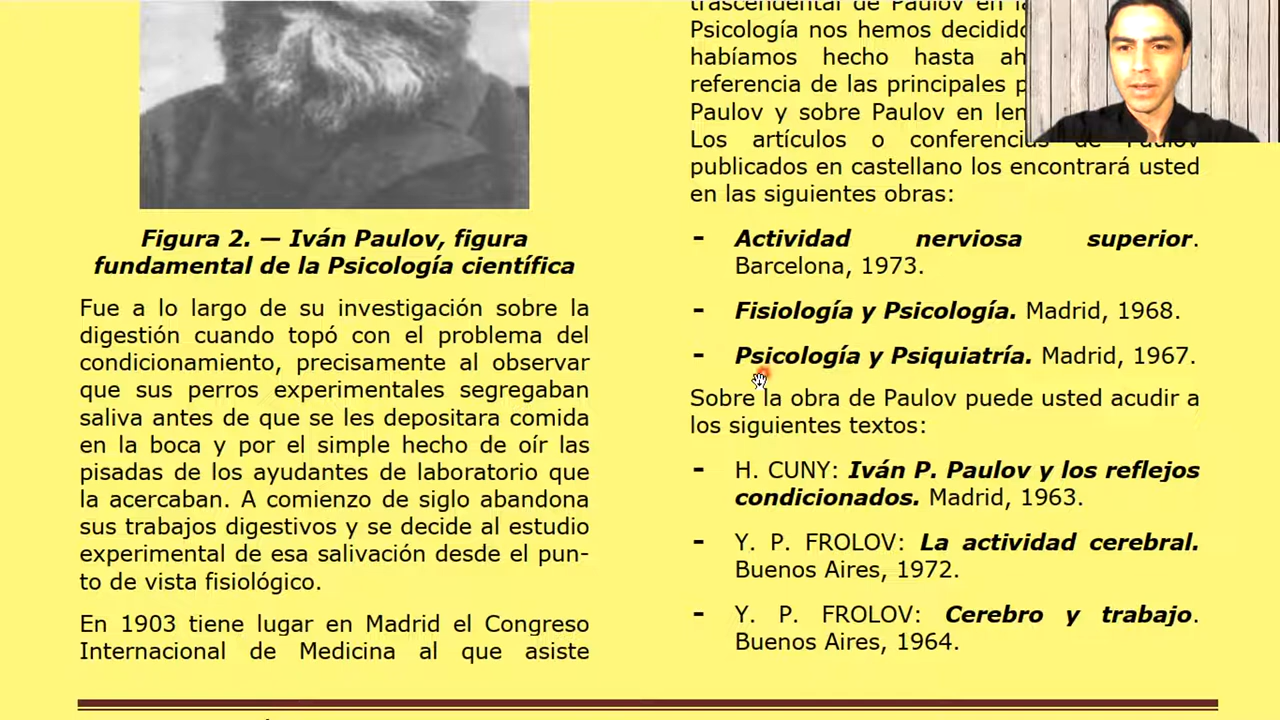 Figura 2. — Iván Paulov, figura
fundamental de la Psicología científica
Fue a lo largo de su investigación sobre la
digestión cuando topó con el problema del
condicionamiento, precisamente al observar
que sus perros experimentales segregaban
saliva antes de que se les depositara comida
en la boca y por el simple hecho de oír las
pisadas de los ayudantes de laboratorio que
la acercaban. A comienzo de siglo abandona
sus trabajos digestivos y se decide al estudio
experimental de esa salivación desde el pun-
to de vista fisiológico.
En 1903 tiene lugar en Madrid el Congreso
Internacional de Medicina al que asiste
trascendental de Paulov en
Psicología nos hemos decidido
habíamos hecho hasta
referencia de las principales
Paulov y sobre Paulov en
Los artículos o conferencias de Paulov
publicados en castellano los encontrará usted
en las siguientes obras:
- Actividad nerviosa superior.
Barcelona, 1973.
- Fisiología y Psicología. Madrid, 1968.
- Psicología y Psiquiatría. Madrid, 1967.
Sobre la obra de Paulov puede usted acudir a
los siguientes textos:
- H. CUNY: Iván P. Paulov y los reflejos
condicionados. Madrid, 1963.
- Y. P. FROLOV: La actividad cerebral.
Buenos Aires, 1972.
- Y. P. FROLOV: Cerebro y trabajo.
Buenos Aires, 1964.